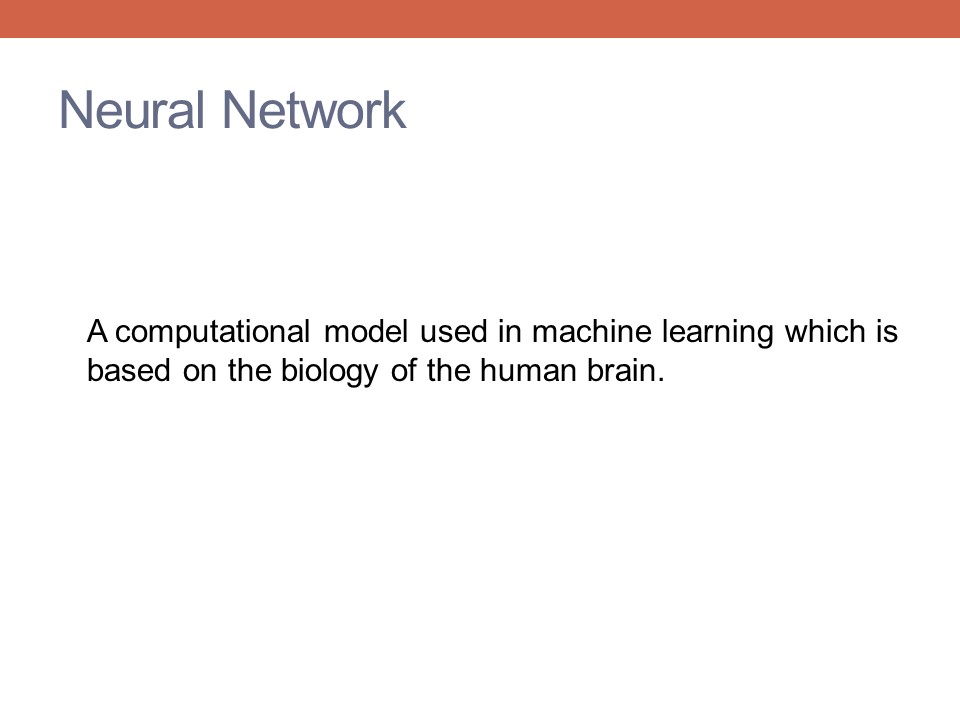 Neural Network
A computational model used in machine learning which is
based on the biology of the human brain.